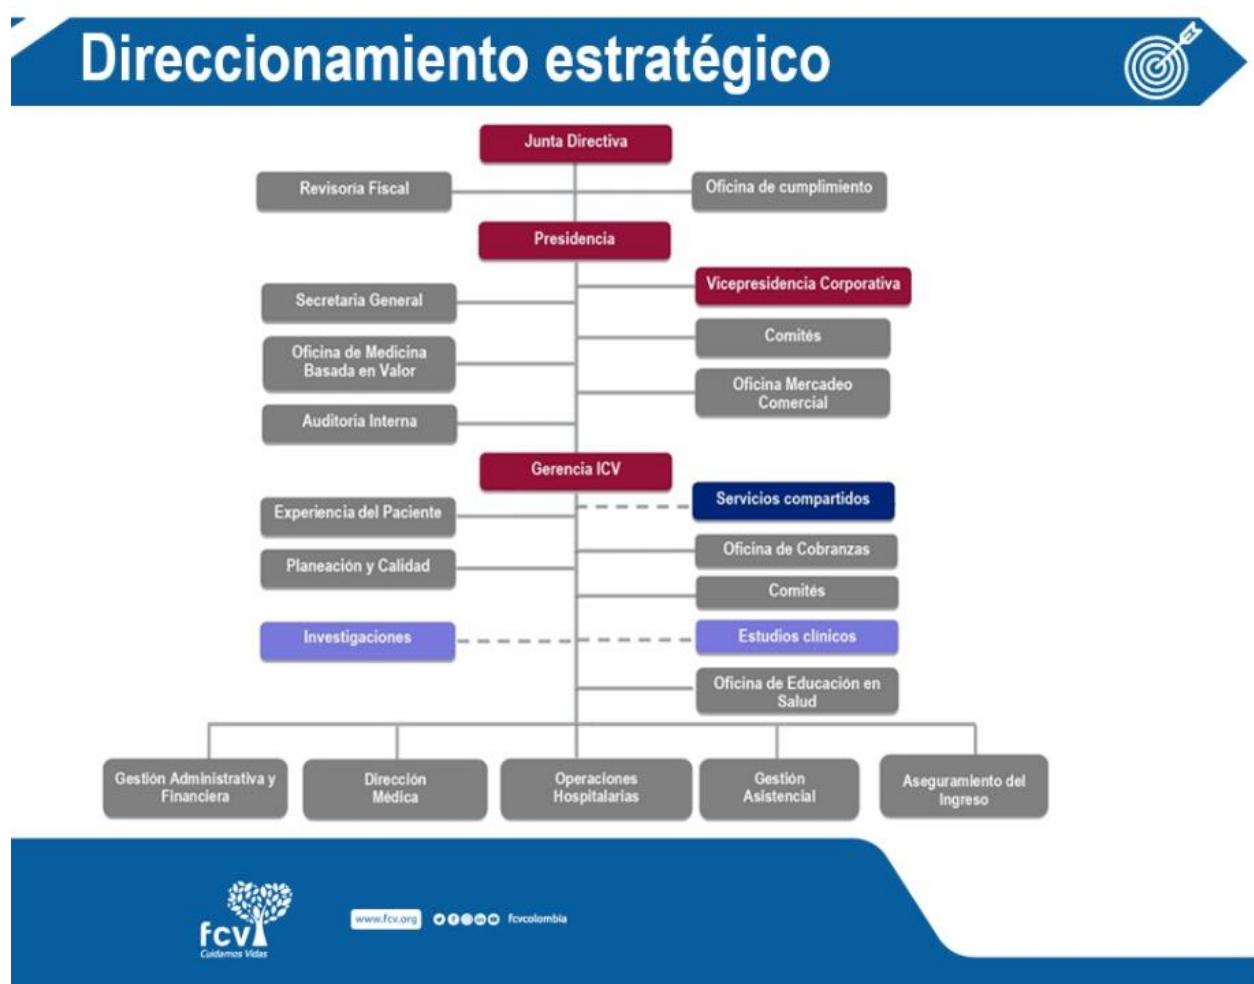 Direccionamiento estratégico
Junta Directiva
Revisoría Fiscal
Oficina de cumplimiento
Presidencia
Vicepresidencia Corporativa
Secretaria General
Comités
Oficina de Medicina
Basada en Valor
Oficina Mercadeo
Comercial
Auditoria Interna
Gerencia ICV
Servicios compartidos
Experiencia del Paciente
Oficina de Cobranzas
Planeación y Calidad
Comités
Investigaciones
Estudios clínicos
Oficina de Educación en
Salud
Gestión Administrativa y
Financiera
Dirección
Médica
Operaciones
Hospitalarias
Gestión
Asistencial
Aseguramiento del
Ingreso
fcv
Cuidamos Vidas
www.fcv.org
fcvcolombia